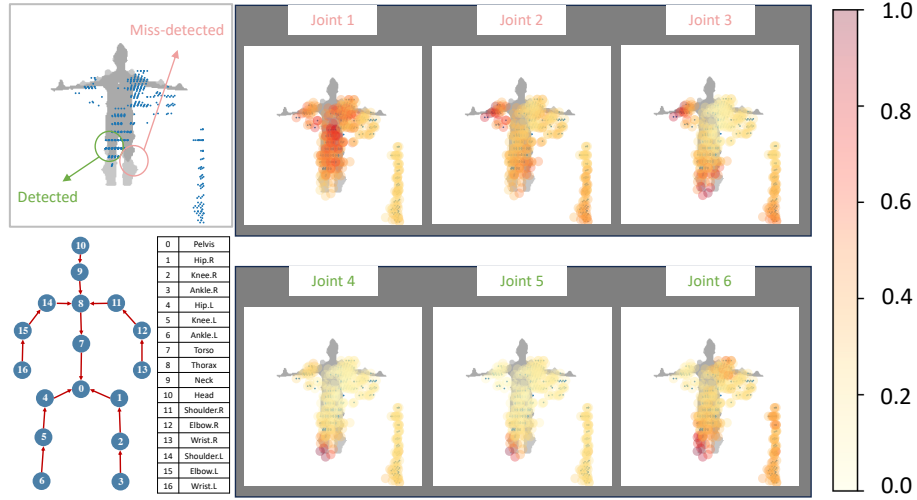 Miss-detected
Detected
Joint 1
Joint 2
Joint 3
Joint 4
Joint 5
Joint 6
1.0
0.8
0.6
0.4
0.2
0.0
10
9
14
8
11
15
12
7
16
13
0
4
1
5
2
6
3
0 Pelvis
1 Hip.R
2 Knee.R
3 Ankle.R
4 Hip.L
5 Knee.L
6 Ankle.L
7 Torso
8 Thorax
9 Neck
10 Head
11 Shoulder.R
12 Elbow.R
13 Wrist.R
14 Shoulder.L
15 Elbow.L
16 Wrist.L